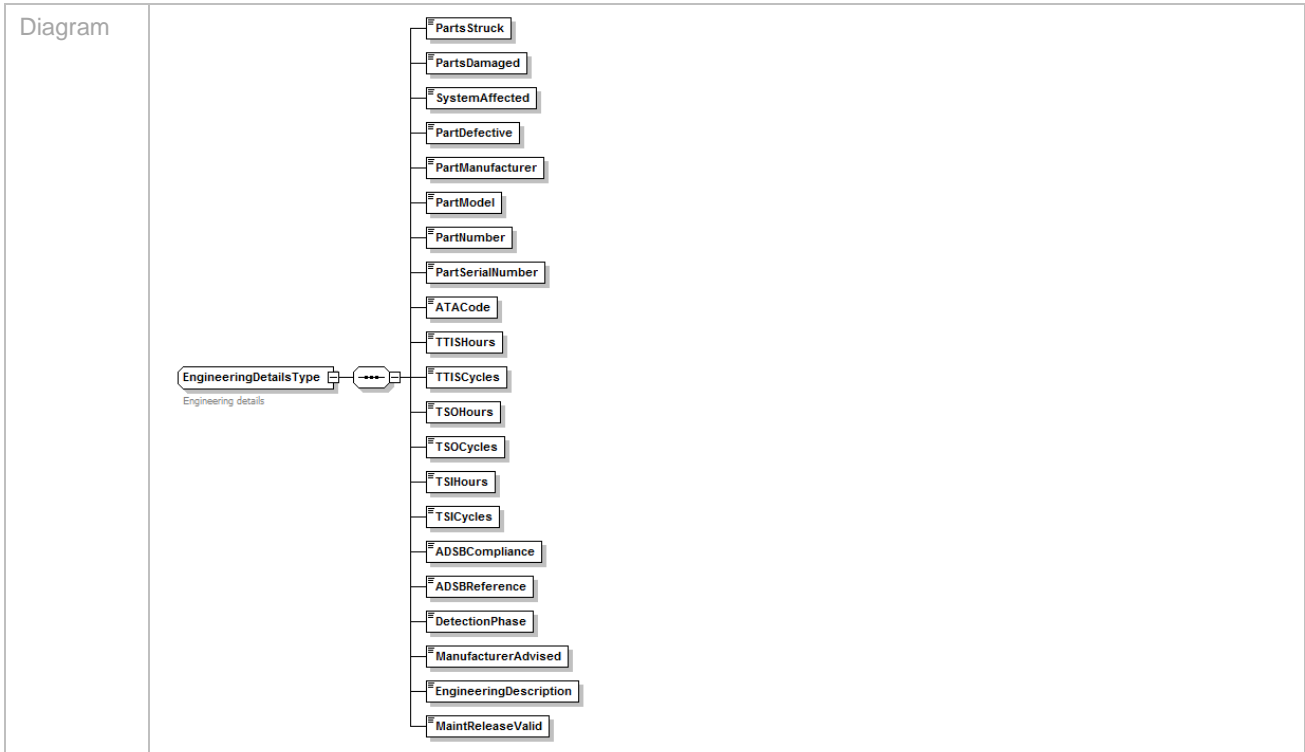 Diagram
PartsStruck
PartsDamaged
SystemAffected
PartDefective
PartManufacturer
PartModel
PartNumber
PartSerialNumber
ATACode
TTISHours
EngineeringDetailsType
Engineering details
TTISCycles
TSOHours
TSOCycles
TSIHours
TSICycles
ADSBCompliance
ADSBReference
DetectionPhase
ManufacturerAdvised
EngineeringDescription
MaintReleaseValid